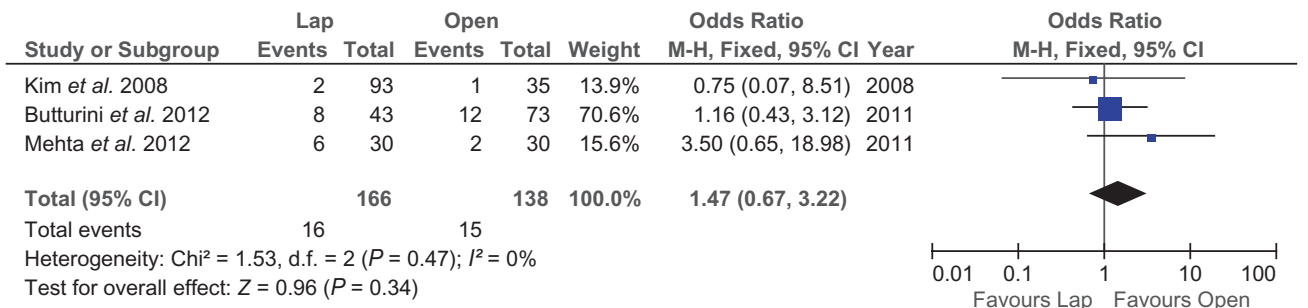 Lap Open Odds Ratio Odds Ratio
Study or Subgroup Events Total Events Total Weight M-H, Fixed, 95% CI Year M-H, Fixed, 95% CI
Kim et al. 2008 2 93 1 35 13.9% 0.75 (0.07, 8.51) 2008
Butturini et al. 2012 8 43 12 73 70.6% 1.16 (0.43, 3.12) 2011
Mehta et al. 2012 6 30 2 30 15.6% 3.50 (0.65, 18.98) 2011
Total (95% CI) 166 138 100.0% 1.47 (0.67, 3.22)
Total events 16 15
Heterogeneity: Chi² = 1.53, d.f. = 2 (P = 0.47); I² = 0%
Test for overall effect: Z = 0.96 (P = 0.34)
0.01 0.1 1 10 100
Favours Lap Favours Open